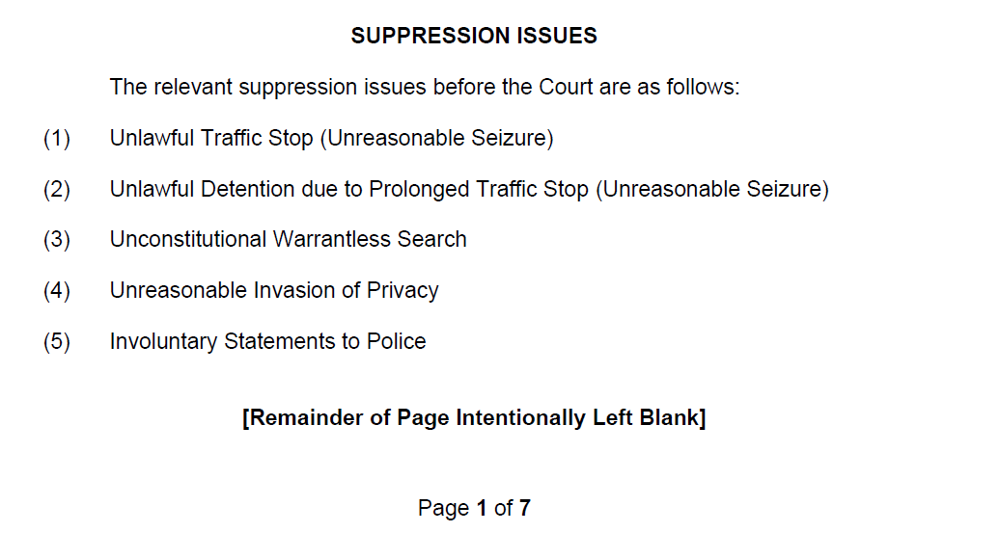 SUPPRESSION ISSUES
The relevant suppression issues before the Court are as follows:
(1) Unlawful Traffic Stop (Unreasonable Seizure)
(2) Unlawful Detention due to Prolonged Traffic Stop (Unreasonable Seizure)
(3) Unconstitutional Warrantless Search
(4) Unreasonable Invasion of Privacy
(5) Involuntary Statements to Police
[Remainder of Page Intentionally Left Blank]
Page 1 of 7